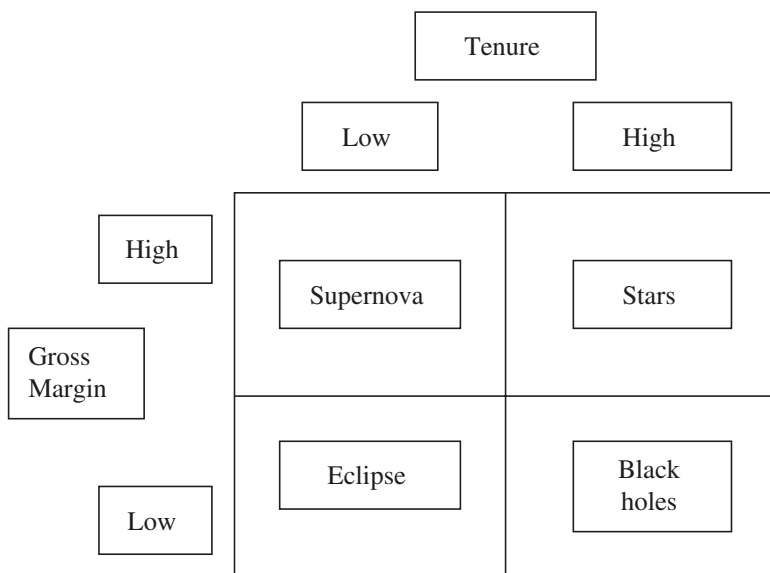 Tenure
Low
High
High
Supernova
Stars
Gross
Margin
Eclipse
Black
holes
Low